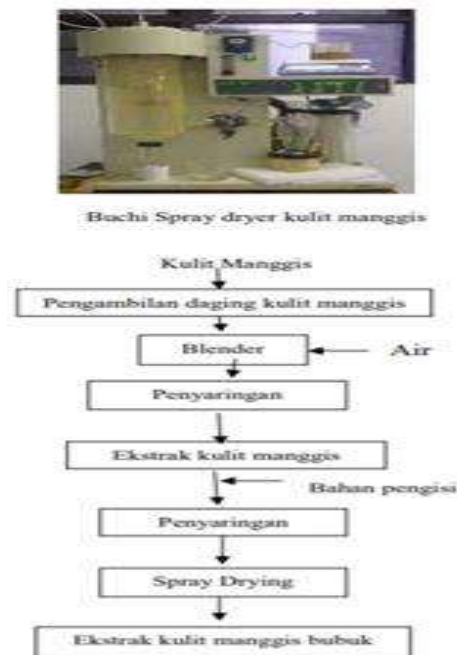 Buchi Spray dryer kulit manggis
Kulit Manggis
Pengambilan daging kulit manggis
Blender
Air
Penyaringan
Ekstrak kulit manggis
Bahan pengisi
Penyaringan
Spray Drying
Ekstrak kulit manggis bubuk